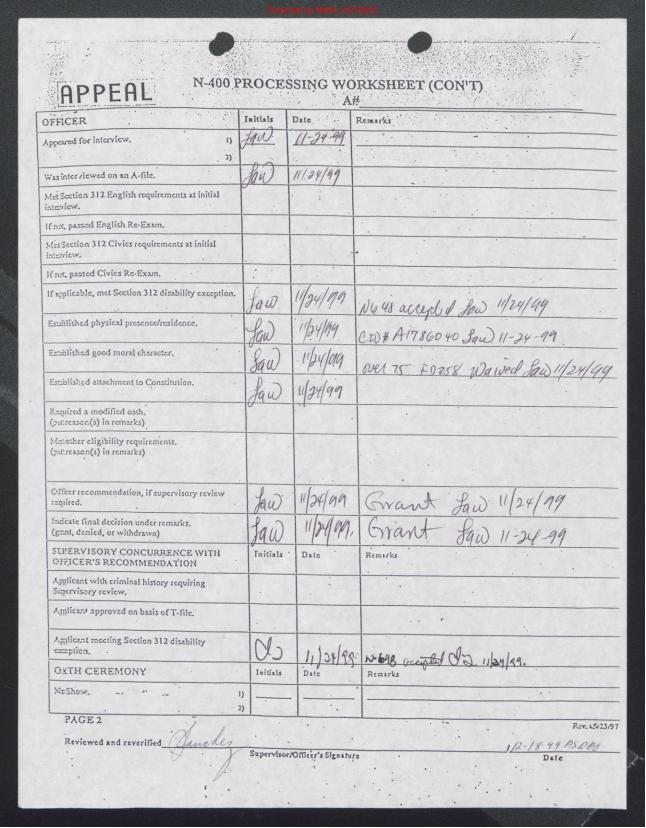 APPEAL
N-400 PROCESSING WORKSHEET (CON'T)
A#
OFFICER Initials Date Remarks
Appeared for interview. 1) Law 11-24-99
2)
Was interviewed on an A-file. Law 11/24/99
Met Section 312 English requirements at initial
interview.
If not, passed English Re-Exam.
Met Section 312 Civics requirements at initial
interview.
If not, passed Civics Re-Exam.
If applicable, met Section 312 disability exception. Law 11/24/99 N648 accepted Law 11/24/99
Established physical presence/residence. Law 11/24/99 CIO# A1786040 Law 11-24-99
Established good moral character. Law 11/24/99 over 75 FD258 Waived Law 11/24/99
Established attachment to Constitution. Law 11/24/99
Required a modified oath.
(put reason(s) in remarks)
Met other eligibility requirements.
(put reason(s) in remarks)
Officer recommendation, if supervisory review
required. Law 11/24/99 Grant Law 11/24/99
Indicate final decision under remarks.
(grant, denied, or withdrawn) Law 11/24/99. Grant Law 11-24-99
SUPERVISORY CONCURRENCE WITH
OFFICER'S RECOMMENDATION Initials Date Remarks
Applicant with criminal history requiring
Supervisory review.
Applicant approved on basis of T-file.
Applicant meeting Section 312 disability
exception. 11/24/99 N-648 accepted 11/24/99.
OATH CEREMONY Initials Date Remarks
No Show. 1)
2)
PAGE 2 Rev. 15/23/97
Reviewed and reverified Sanchez 12-18-99
Supervisor/Officer's Signature Date